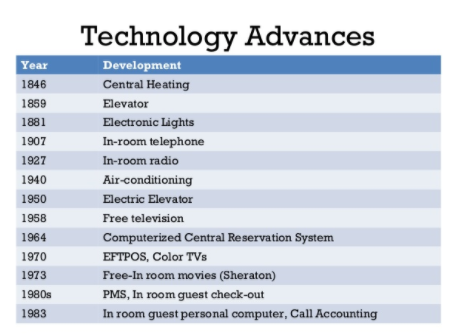 Technology Advances
Year Development
1846 Central Heating
1859 Elevator
1881 Electronic Lights
1907 In-room telephone
1927 In-room radio
1940 Air-conditioning
1950 Electric Elevator
1958 Free television
1964 Computerized Central Reservation System
1970 EFTPOS, Color TVs
1973 Free-In room movies (Sheraton)
1980s PMS, In room guest check-out
1983 In room guest personal computer, Call Accounting